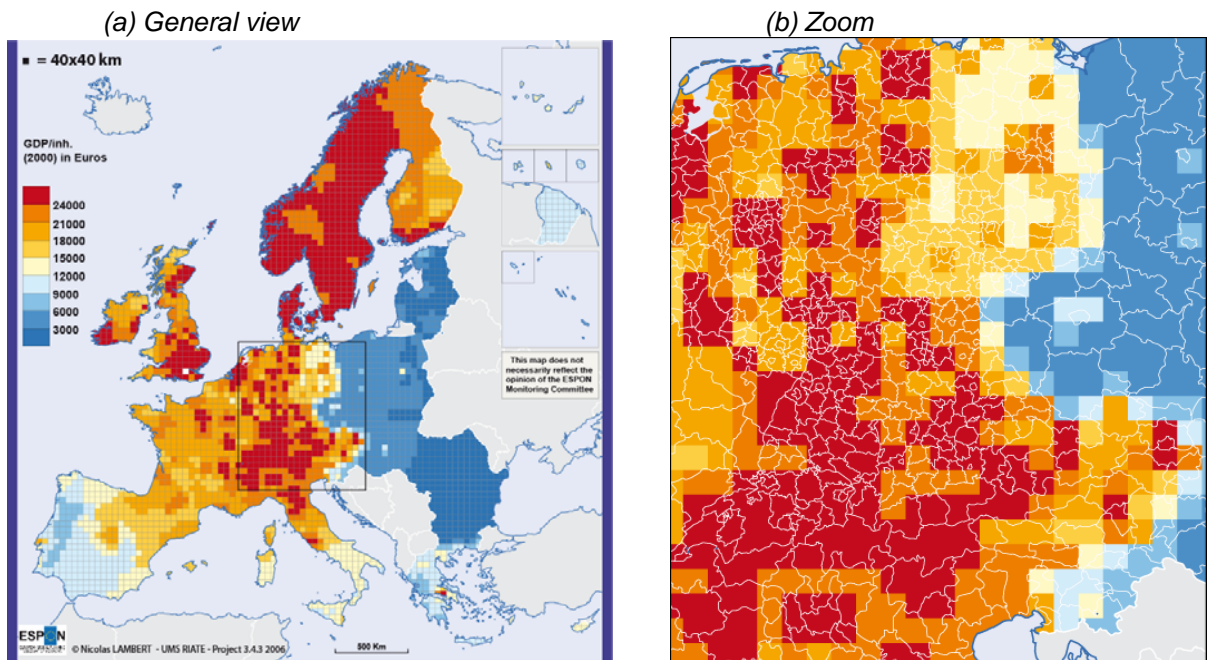 (a) General view
(b) Zoom
= 40x40 km
GDP/inh.
(2000) in Euros
24000
21000
18000
15000
12000
9000
6000
3000
This map does not
necessarily reflect the
opinion of the ESPON
Monitoring Committee
ESPON
© Nicolas LAMBERT - UMS RIATE - Project 3.4.3 2006
500 Km